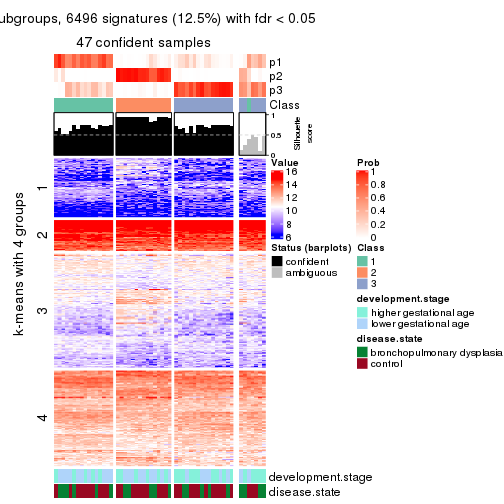 ubgroups, 6496 signatures (12.5%) with fdr < 0.05
47 confident samples
p1
p2
p3
Class
1
0.5
0
Silhouette
score
k-means with 4 groups
1
2
3
4
Value
16
14
12
10
8
6
Prob
1
0.8
0.6
0.4
0.2
0
Status (barplots)
confident
ambiguous
Class
1
2
3
development.stage
higher gestational age
lower gestational age
disease.state
bronchopulmonary dysplasia
control
development.stage
disease.state